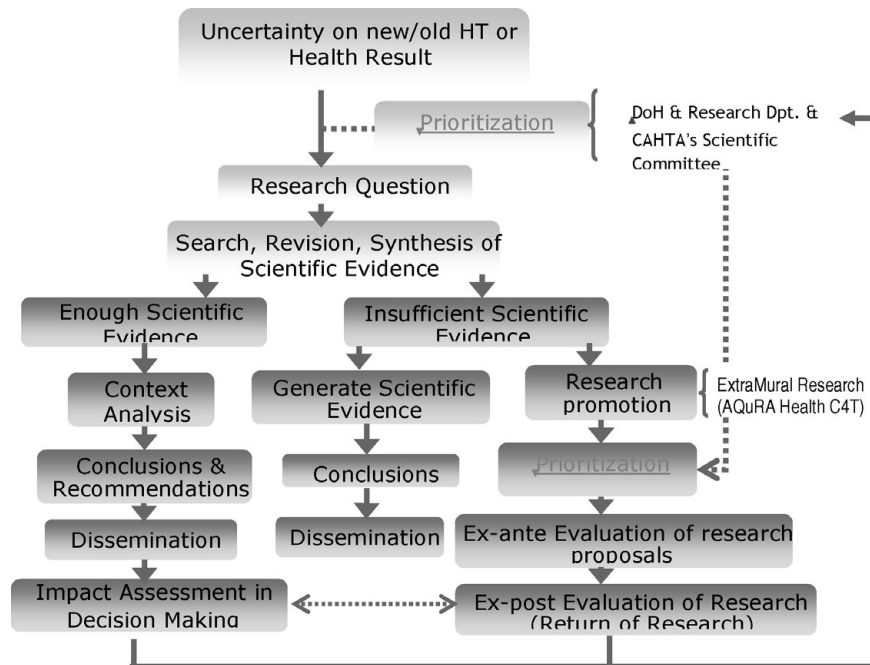 Uncertainty on new/old HT or
Health Result
Prioritization
DoH & Research Dpt. &
CAHTA's Scientific
Committee
Research Question
Search, Revision, Synthesis of
Scientific Evidence
Enough Scientific
Evidence
Insufficient Scientific
Evidence
Context
Analysis
Generate Scientific
Evidence
Research
promotion
ExtraMural Research
(AQuRA Health C4T)
Conclusions &
Recommendations
Conclusions
Prioritization
Dissemination
Dissemination
Ex-ante Evaluation of research
proposals
Impact Assessment in
Decision Making
Ex-post Evaluation of Research
(Return of Research)